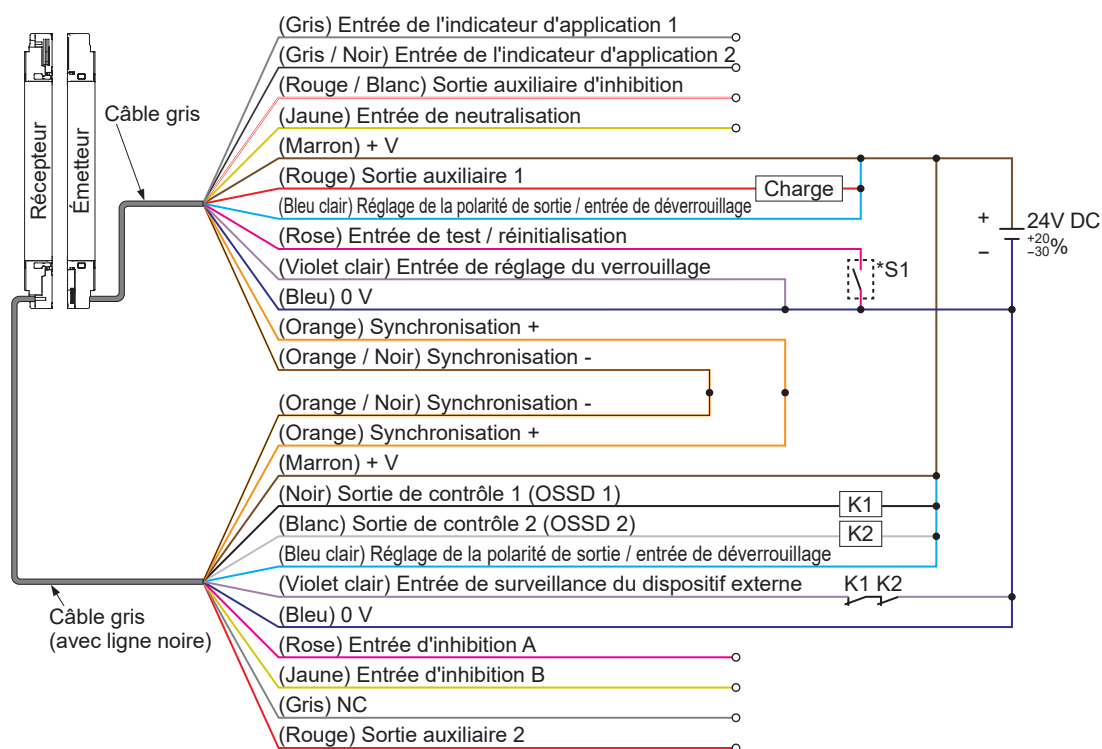 Récepteur
Émetteur
Câble gris
(Gris) Entrée de l'indicateur d'application 1
(Gris / Noir) Entrée de l'indicateur d'application 2
(Rouge / Blanc) Sortie auxiliaire d'inhibition
(Jaune) Entrée de neutralisation
(Marron) + V
(Rouge) Sortie auxiliaire 1
Charge
(Bleu clair) Réglage de la polarité de sortie / entrée de déverrouillage
(Rose) Entrée de test / réinitialisation
(Violet clair) Entrée de réglage du verrouillage
*S1
(Bleu) 0 V
+
−
24V DC
+20
−30%
(Orange) Synchronisation +
(Orange / Noir) Synchronisation -
(Orange / Noir) Synchronisation -
(Orange) Synchronisation +
(Marron) + V
(Noir) Sortie de contrôle 1 (OSSD 1)
K1
(Blanc) Sortie de contrôle 2 (OSSD 2)
K2
(Bleu clair) Réglage de la polarité de sortie / entrée de déverrouillage
(Violet clair) Entrée de surveillance du dispositif externe
K1 K2
(Bleu) 0 V
(Rose) Entrée d'inhibition A
(Jaune) Entrée d'inhibition B
(Gris) NC
(Rouge) Sortie auxiliaire 2
Câble gris
(avec ligne noire)